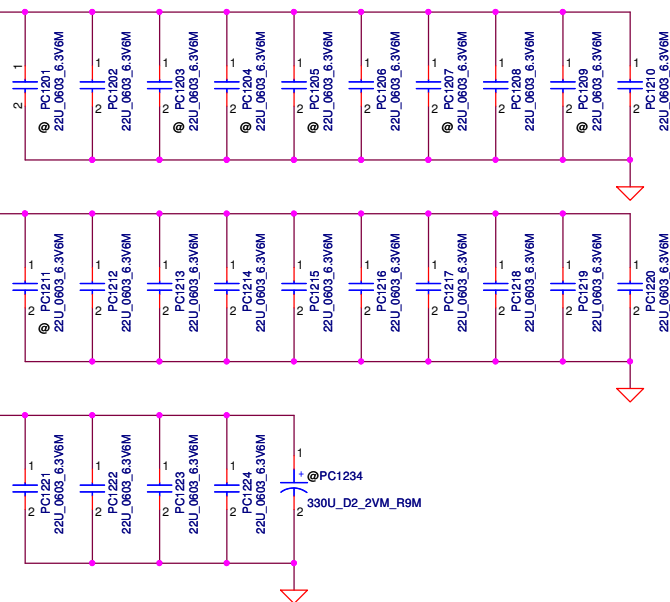 1
2
@
PC1201
22U_0603_6.3V6M
1
2
PC1202
22U_0603_6.3V6M
1
2
@
PC1203
22U_0603_6.3V6M
1
2
@
PC1204
22U_0603_6.3V6M
1
2
@
PC1205
22U_0603_6.3V6M
1
2
PC1206
22U_0603_6.3V6M
1
2
@
PC1207
22U_0603_6.3V6M
1
2
PC1208
22U_0603_6.3V6M
1
2
@
PC1209
22U_0603_6.3V6M
1
2
PC1210
22U_0603_6.3V6M
1
2
@
PC1211
22U_0603_6.3V6M
1
2
PC1212
22U_0603_6.3V6M
1
2
PC1213
22U_0603_6.3V6M
1
2
PC1214
22U_0603_6.3V6M
1
2
PC1215
22U_0603_6.3V6M
1
2
PC1216
22U_0603_6.3V6M
1
2
PC1217
22U_0603_6.3V6M
1
2
PC1218
22U_0603_6.3V6M
1
2
PC1219
22U_0603_6.3V6M
1
2
PC1220
22U_0603_6.3V6M
1
2
PC1221
22U_0603_6.3V6M
1
2
PC1222
22U_0603_6.3V6M
1
2
PC1223
22U_0603_6.3V6M
1
2
PC1224
22U_0603_6.3V6M
1
+
@PC1234
330U_D2_2VM_R9M
2